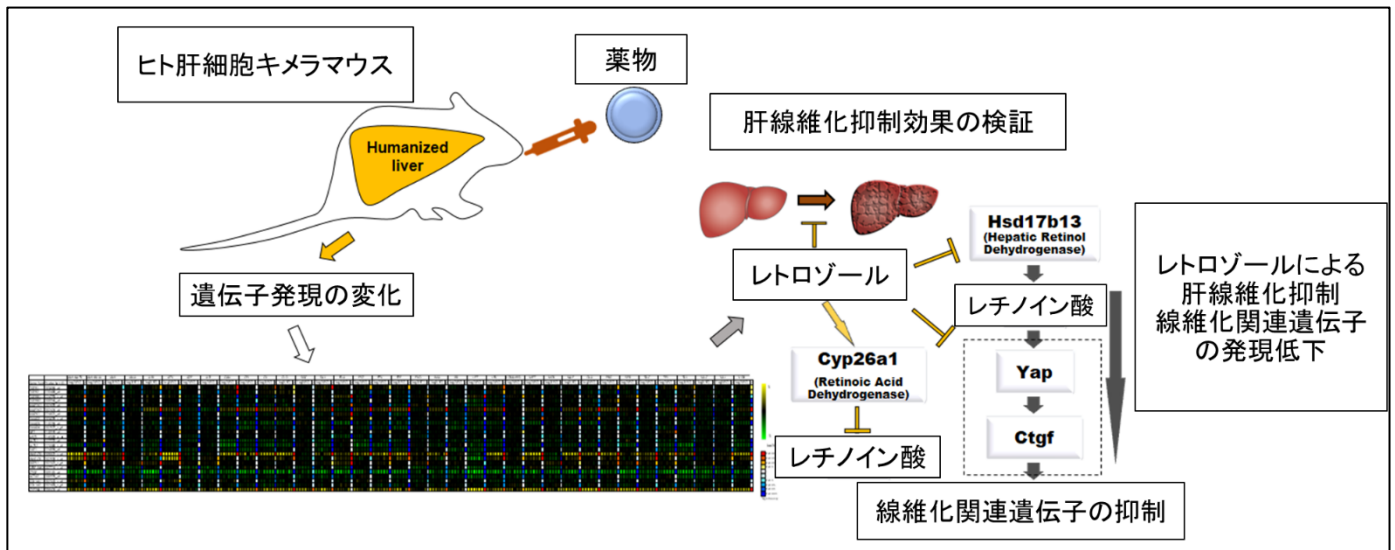 ヒト肝細胞キメラマウス
薬物
Humanized
liver
遺伝子発現の変化
肝線維化抑制効果の検証
レトロゾール
Hsd17b13
(Hepatic Retinol
Dehydrogenase)
レチノイン酸
Yap
Ctgf
Cyp26a1
(Retinoic Acid
Dehydrogenase)
レチノイン酸
線維化関連遺伝子の抑制
レトロゾールによる
肝線維化抑制
線維化関連遺伝子
の発現低下